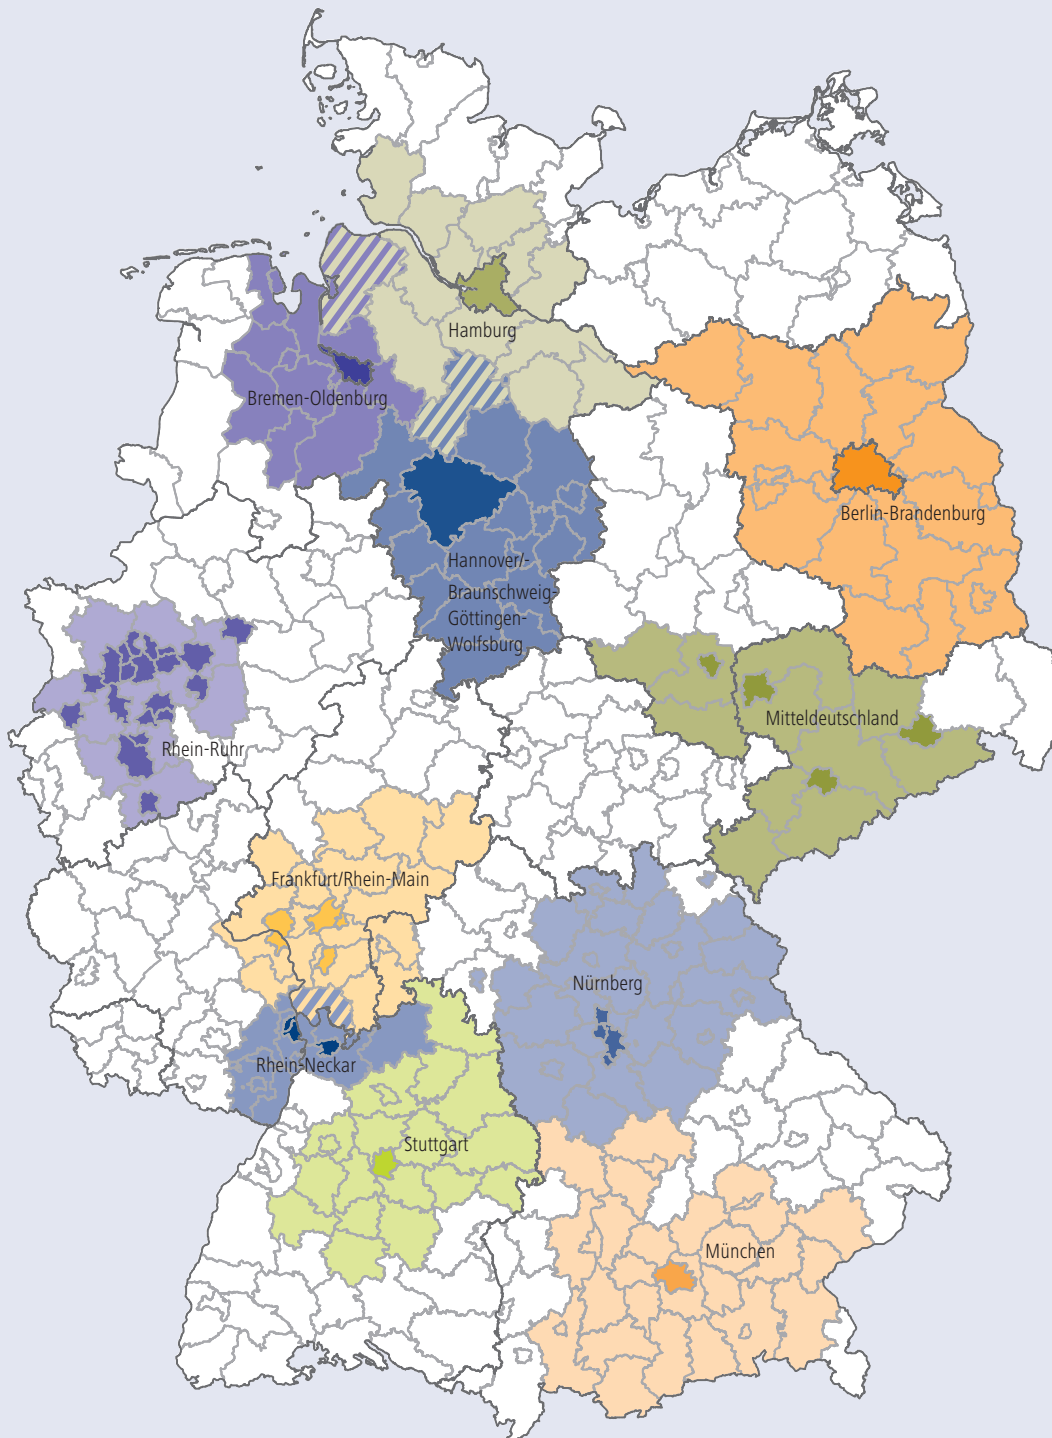 Hamburg
Bremen-Oldenburg
Berlin-Brandenburg
Hannover/-
Braunschweig-
Göttingen-
Wolfsburg
Mitteldeutschland
Rhein-Ruhr
Frankfurt/Rhein-Main
Nürnberg
Rhein-Neckar
Stuttgart
München